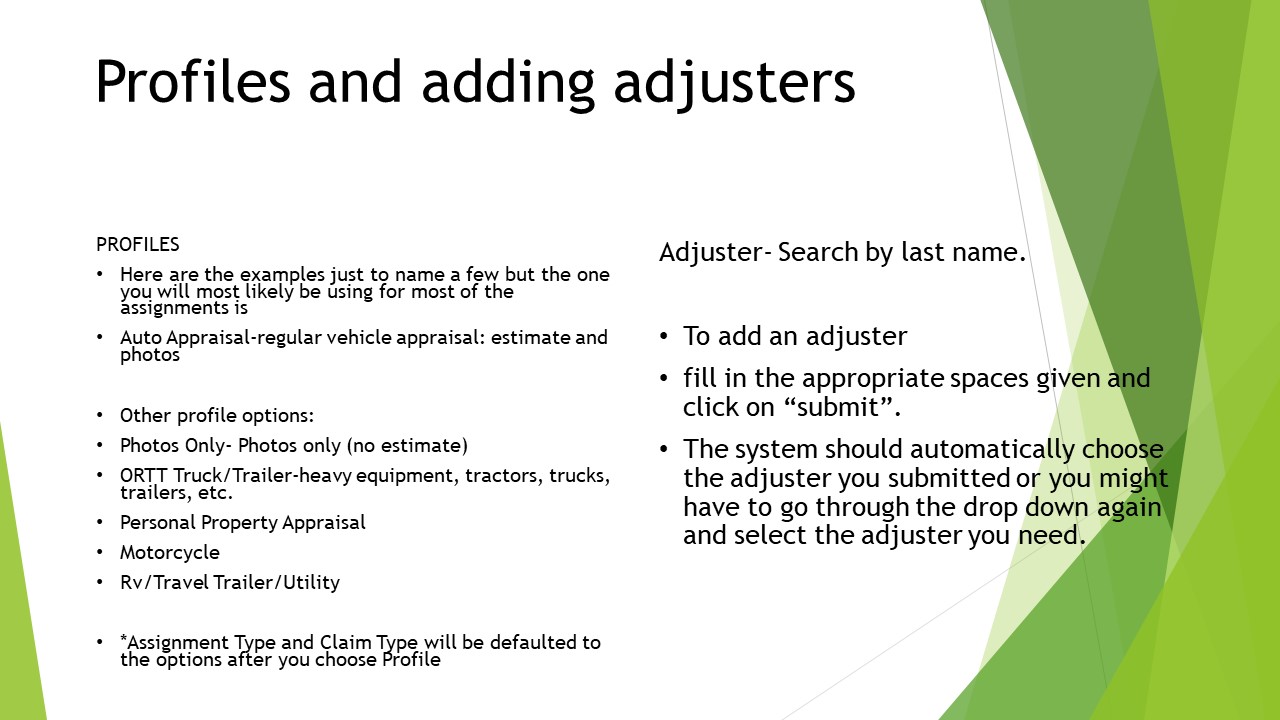 Profiles and adding adjusters
PROFILES
• Here are the examples just to name a few but the one
you will most likely be using for most of the
assignments is
• Auto Appraisal-regular vehicle appraisal: estimate and
photos
• Other profile options:
• Photos Only- Photos only (no estimate)
• ORTT Truck/Trailer-heavy equipment, tractors, trucks,
trailers, etc.
• Personal Property Appraisal
• Motorcycle
• Rv/Travel Trailer/Utility
• *Assignment Type and Claim Type will be defaulted to
the options after you choose Profile
Adjuster- Search by last name.
• To add an adjuster
• fill in the appropriate spaces given and
click on “submit”.
• The system should automatically choose
the adjuster you submitted or you might
have to go through the drop down again
and select the adjuster you need.